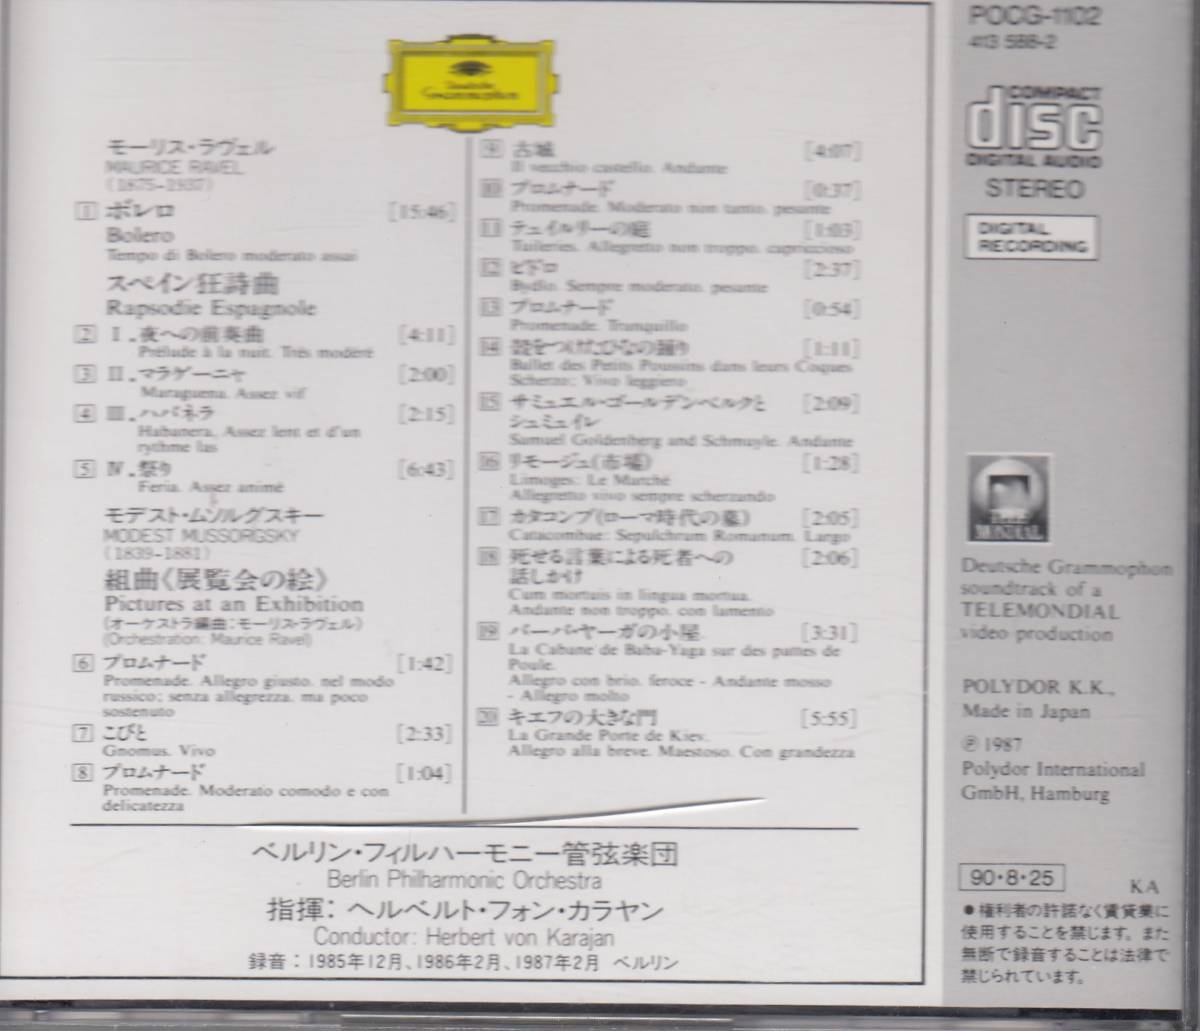 Deutsche
Grammophon
モーリス・ラヴェル
MAURICE RAVEL
(1875-1937)
1 ボレロ [15:46]
Bolero
Tempo di Bolero moderato assai
スペイン狂詩曲
Rapsodie Espagnole
2 I.夜への前奏曲 [4:11]
Prélude à la nuit. Très modéré
3 II.マラゲーニャ [2:00]
Maraguena. Assez vif
4 III.ハバネラ [2:15]
Habanera. Assez lent et d'un
rythme las
5 IV.祭り [6:43]
Feria. Assez animé
モデスト・ムソルグスキー
MODEST MUSSORGSKY
(1839-1881)
組曲《展覧会の絵》
Pictures at an Exhibition
(オーケストラ編曲:モーリス・ラヴェル)
(Orchestration: Maurice Ravel)
6 プロムナード [1:42]
Promenade. Allegro giusto, nel modo
russico; senza allegrezza, ma poco
sostenuto
7 こびと [2:33]
Gnomus. Vivo
8 プロムナード [1:04]
Promenade. Moderato comodo e con
delicatezza
9 古城 [4:07]
Il vecchio castello. Andante
10 プロムナード [0:37]
Promenade. Moderato non tanto, pesante
11 テュイルリーの庭 [1:03]
Tuileries. Allegretto non troppo, capriccioso
12 ビドロ [2:37]
Bydlo. Sempre moderato, pesante
13 プロムナード [0:54]
Promenade. Tranquillo
14 殻をつけたひなの踊り [1:11]
Ballet des Petits Poussins dans leurs Coques
Scherzo: Vivo leggiero
15 サミュエル・ゴールデンベルクと [2:09]
シュミュイレ
Samuel Goldenberg and Schmuyle. Andante
16 リモージュ(市場) [1:28]
Limoges: Le Marché
Allegretto vivo sempre scherzando
17 カタコンブ(ローマ時代の墓) [2:05]
Catacombae: Sepulchrum Romanum. Largo
18 死せる言葉による死者への [2:06]
話しかけ
Cum mortuis in lingua mortua.
Andante non troppo, con lamento
19 バーバ・ヤーガの小屋 [3:31]
La Cabane de Baba-Yaga sur des pattes de
Poule.
Allegro con brio, feroce - Andante mosso
- Allegro molto
20 キエフの大きな門 [5:55]
La Grande Porte de Kiev.
Allegro alla breve. Maestoso. Con grandezza
ベルリン・フィルハーモニー管弦楽団
Berlin Philharmonic Orchestra
指揮:ヘルベルト・フォン・カラヤン
Conductor: Herbert von Karajan
録音:1985年12月、1986年2月、1987年2月 ベルリン
POCG-1102
413 588-2
COMPACT
disc
DIGITAL AUDIO
STEREO
DIGITAL
RECORDING
TELE
MONDIAL
Deutsche Grammophon
soundtrack of a
TELEMONDIAL
video production
POLYDOR K.K.,
Made in Japan
℗ 1987
Polydor International
GmbH, Hamburg
90・8・25
KA
●権利者の許諾なく賃貸業に
使用することを禁じます。また
無断で録音することは法律で
禁じられています。